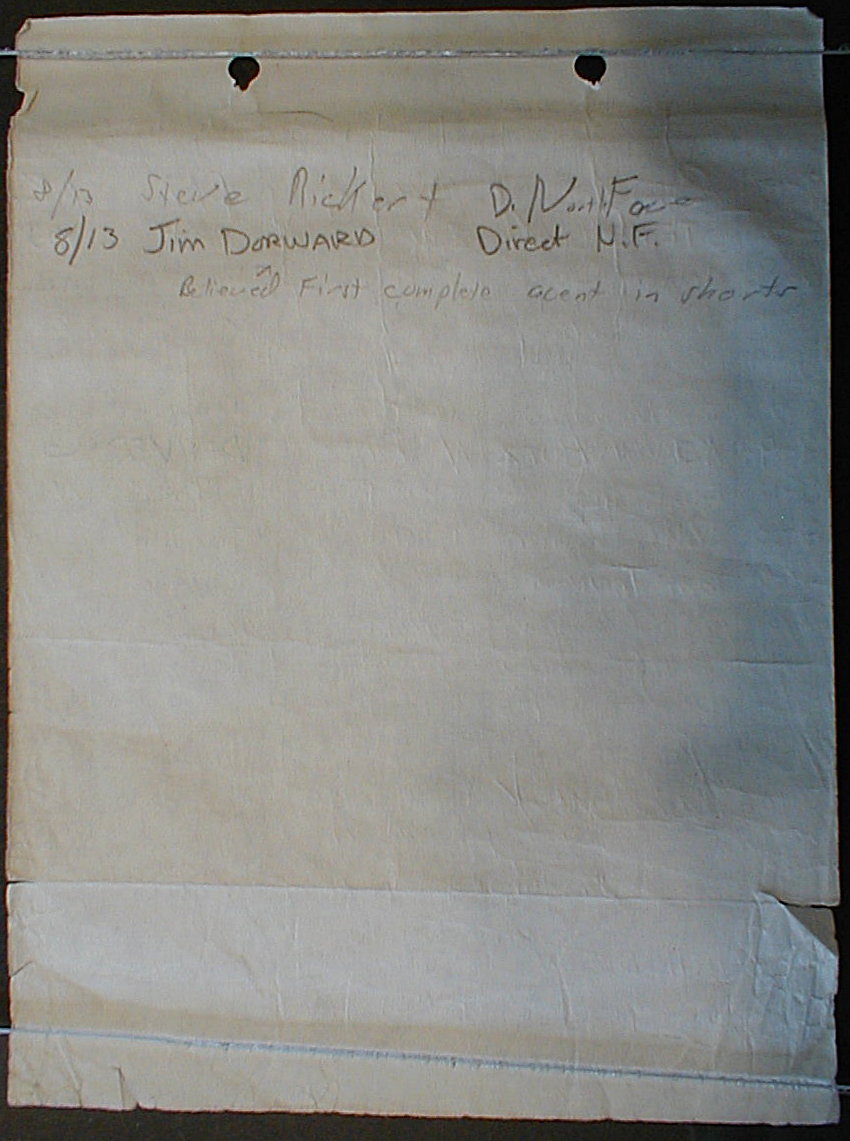 8/13 Steve Rickert D. North Face
8/13 Jim DORWARD Direct N.F.
Believed First complete acent in shorts